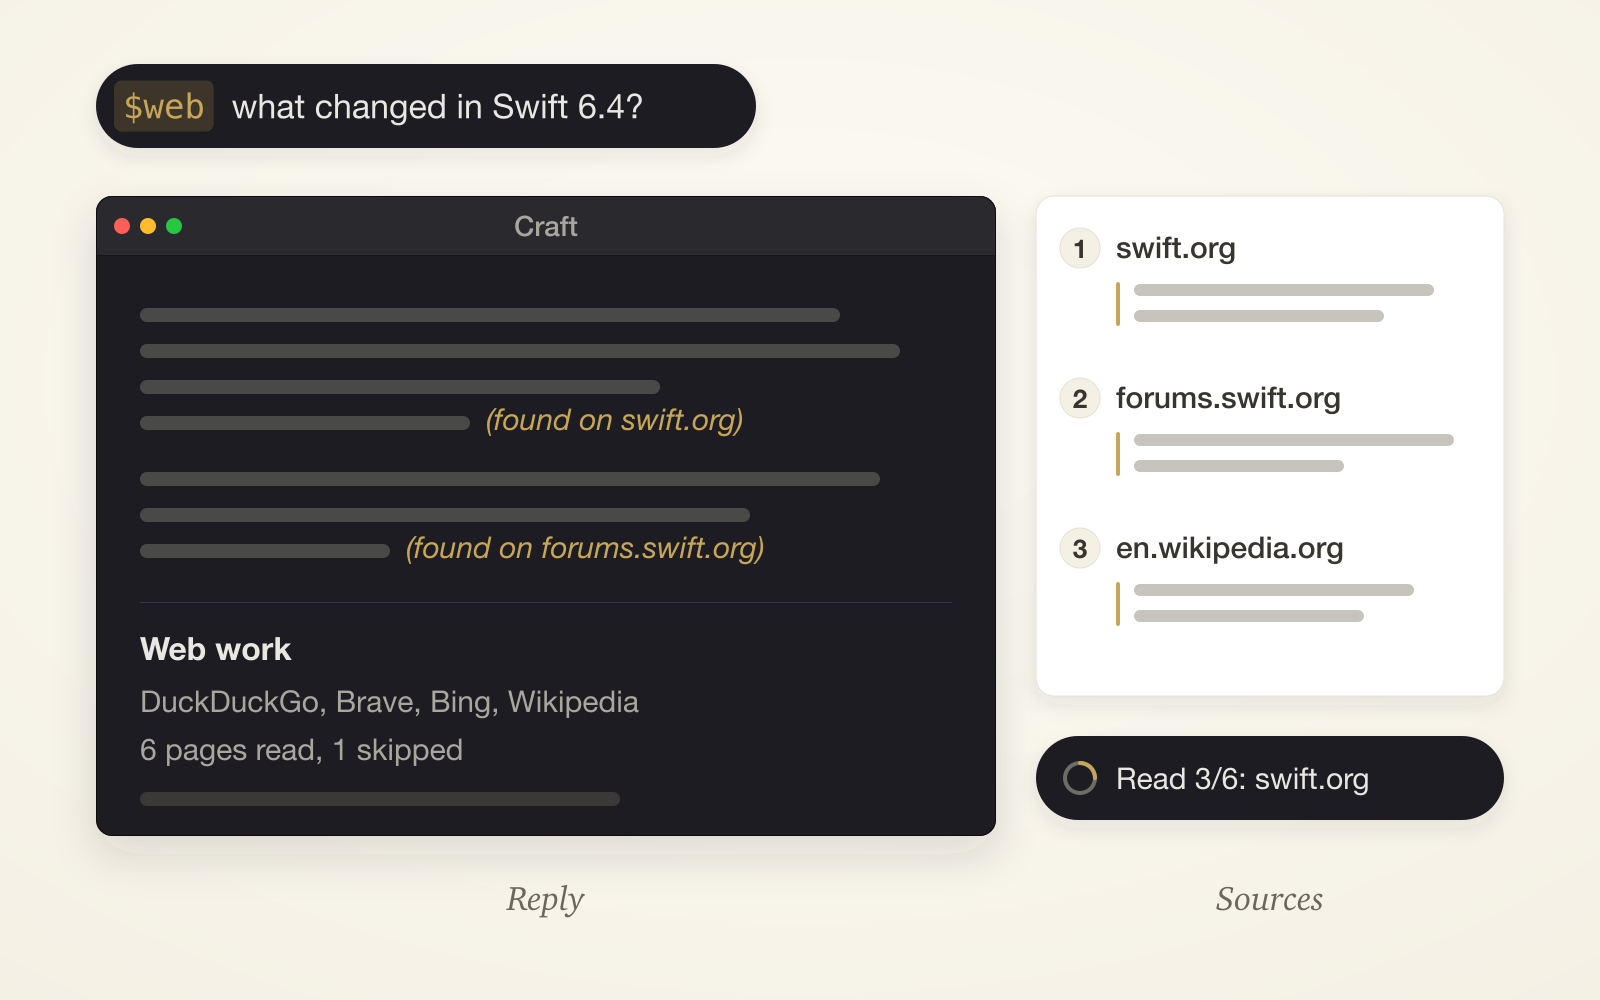 $web what changed in Swift 6.4?
Craft
(found on swift.org)
(found on forums.swift.org)
Web work
DuckDuckGo, Brave, Bing, Wikipedia
6 pages read, 1 skipped
Reply
1 swift.org
2 forums.swift.org
3 en.wikipedia.org
Read 3/6: swift.org
Sources